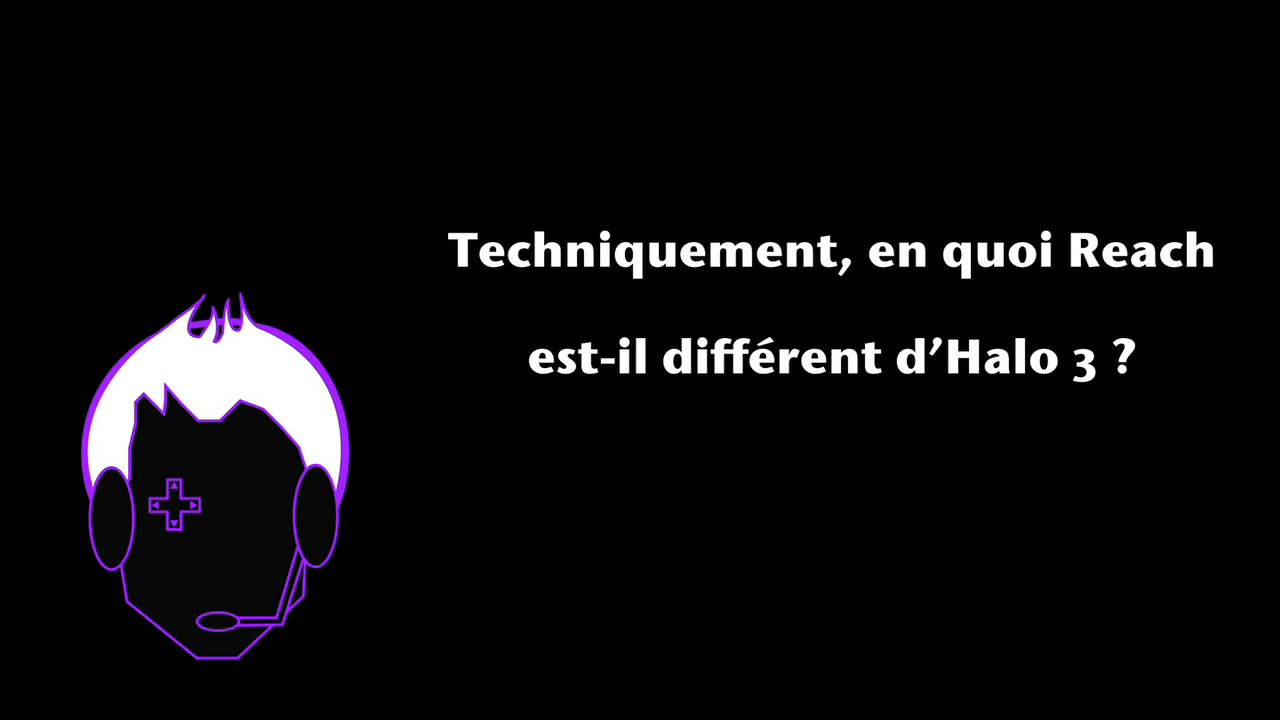 Techniquement, en quoi Reach
est-il différent d’Halo 3 ?